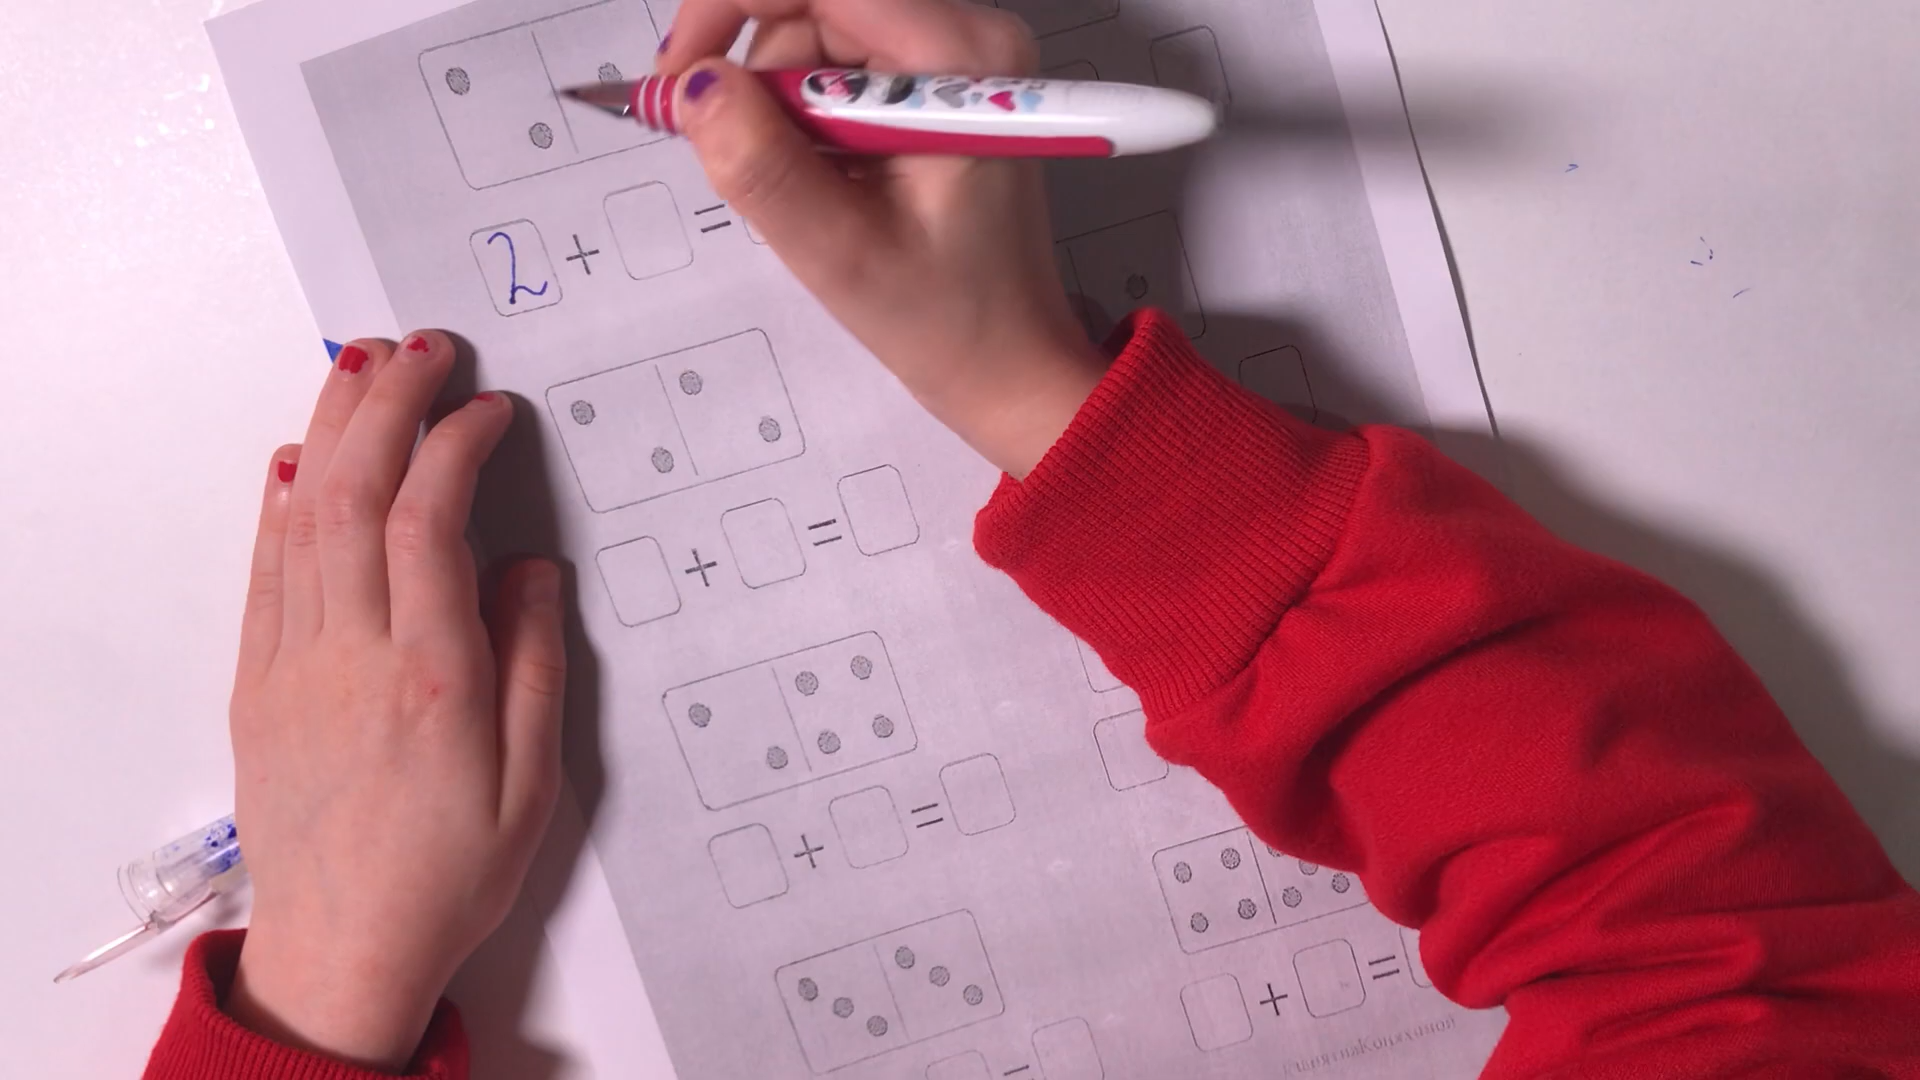 2 + =
+ =
+ =
=
+ =